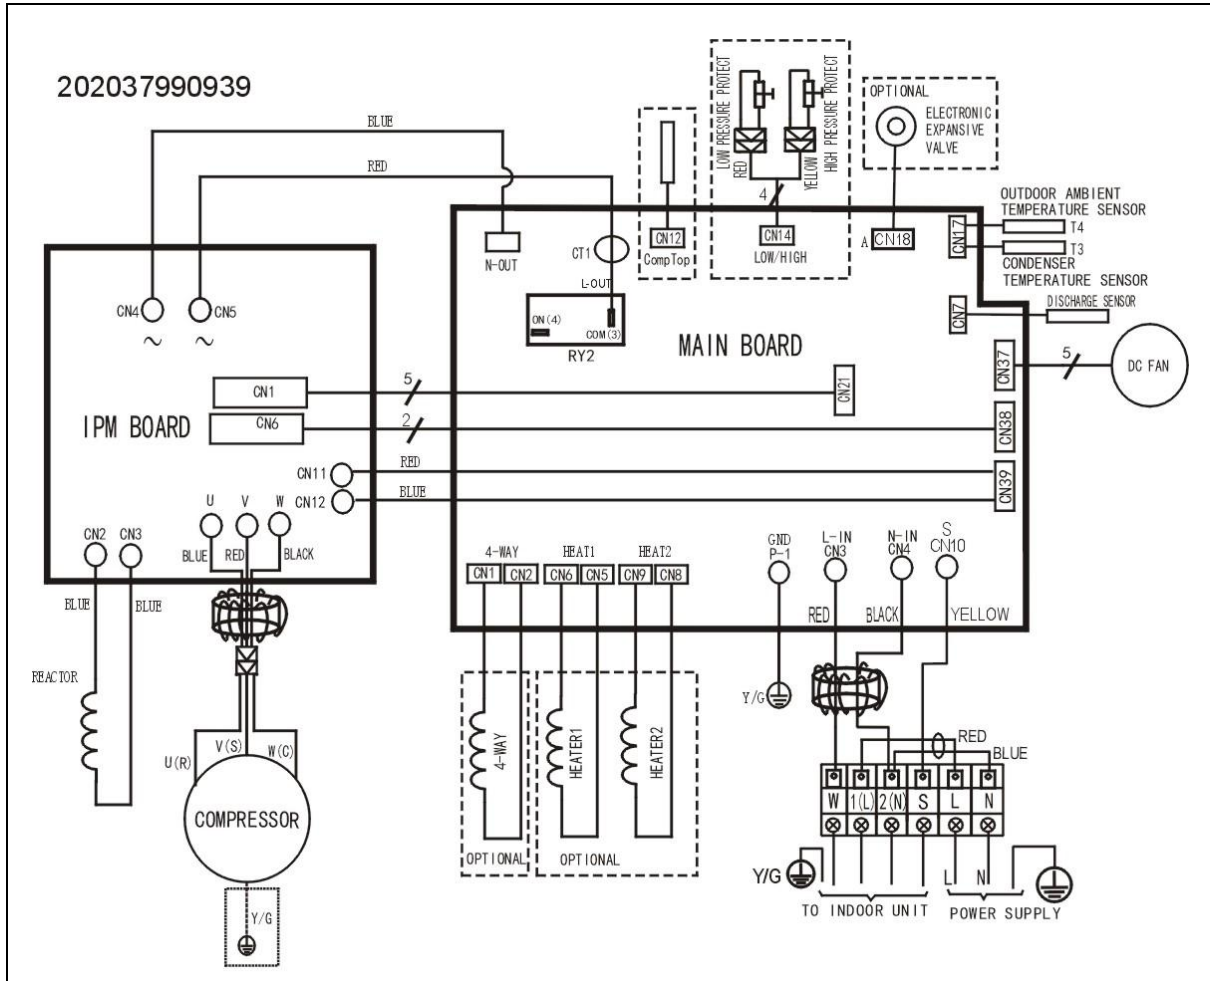 202037990939
BLUE
RED
LOW PRESSURE PROTECT
RED
YELLOW
HIGH PRESSURE PROTECT
4
OPTIONAL
ELECTRONIC
EXPANSIVE
VALVE
N-OUT
CT1
L-OUT
CN12
CompTop
CN14
LOW/HIGH
A
CN18
CN17
OUTDOOR AMBIENT
TEMPERATURE SENSOR
T4
T3
CONDENSER
TEMPERATURE SENSOR
CN7
DISCHARGE SENSOR
CN4
CN5
~
~
ON(4)
COM(3)
RY2
MAIN BOARD
CN37
5
DC FAN
CN1
5
CN21
IPM BOARD
CN6
2
CN38
CN11
RED
CN39
CN12
BLUE
U
V
W
CN2
CN3
BLUE
RED
BLACK
BLUE
BLUE
4-WAY
HEAT1
HEAT2
CN1
CN2
CN6
CN5
CN9
CN8
GND
P-1
L-IN
CN3
N-IN
CN4
S
CN10
RED
BLACK
YELLOW
REACTOR
Y/G
4-WAY
HEATER1
HEATER2
OPTIONAL
OPTIONAL
U(R)
V(S)
W(C)
COMPRESSOR
Y/G
RED
BLUE
W
1(L)
2(N)
S
L
N
Y/G
L
N
TO INDOOR UNIT
POWER SUPPLY